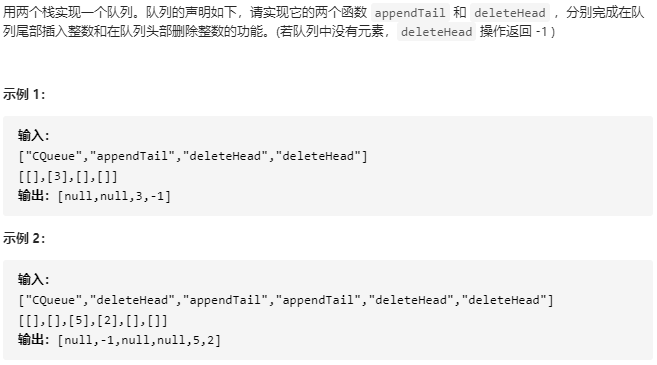 用两个栈实现一个队列。队列的声明如下，请实现它的两个函数 appendTail 和 deleteHead ，分别完成在队
列尾部插入整数和在队列头部删除整数的功能。(若队列中没有元素，deleteHead 操作返回 -1 )
示例 1：
输入：
["CQueue","appendTail","deleteHead","deleteHead"]
[[],[3],[],[]]
输出：[null,null,3,-1]
示例 2：
输入：
["CQueue","deleteHead","appendTail","appendTail","deleteHead","deleteHead"]
[[],[],[5],[2],[],[]]
输出：[null,-1,null,null,5,2]